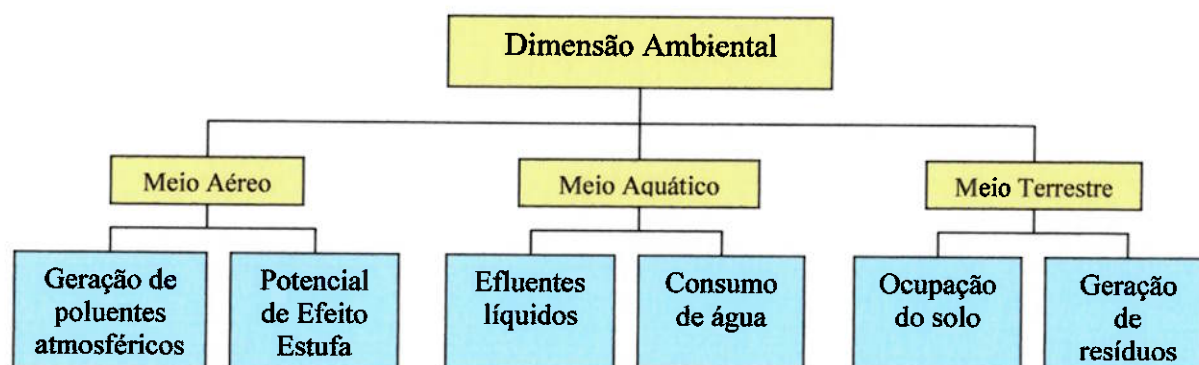 Dimensão Ambiental
Meio Aéreo
Meio Aquático
Meio Terrestre
Geração de
poluentes
atmosféricos
Potencial
de Efeito
Estufa
Efluentes
líquidos
Consumo
de água
Ocupação
do solo
Geração
de
resíduos